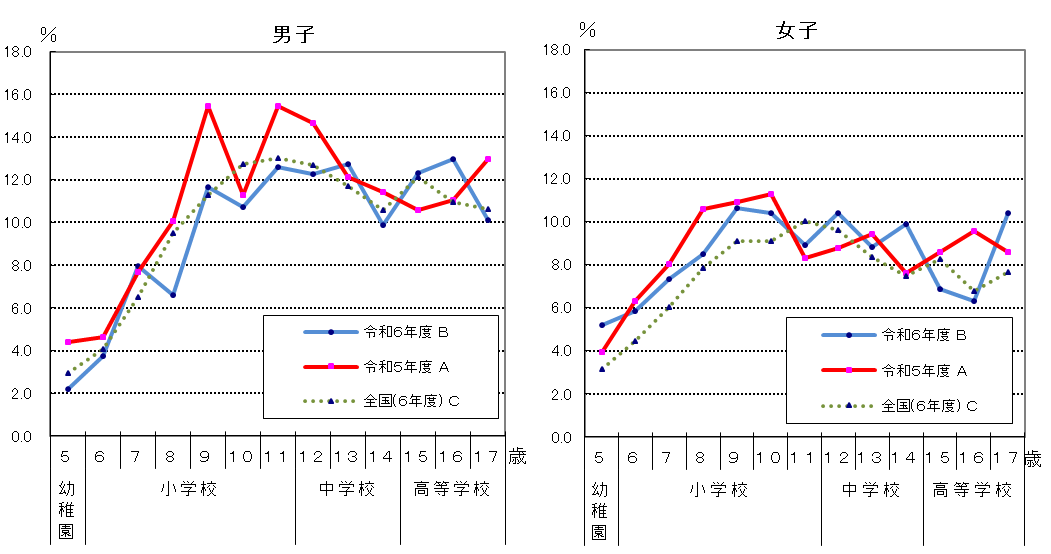 男子
％
18.0
16.0
14.0
12.0
10.0
8.0
6.0
4.0
2.0
0.0
令和６年度 Ｂ
令和５年度 Ａ
全国(６年度) Ｃ
５ ６ ７ ８ ９ １０ １１ １２ １３ １４ １５ １６ １７ 歳
幼稚園 小学校 中学校 高等学校
女子
％
18.0
16.0
14.0
12.0
10.0
8.0
6.0
4.0
2.0
0.0
令和６年度 Ｂ
令和５年度 Ａ
全国(６年度) Ｃ
５ ６ ７ ８ ９ １０ １１ １２ １３ １４ １５ １６ １７ 歳
幼稚園 小学校 中学校 高等学校